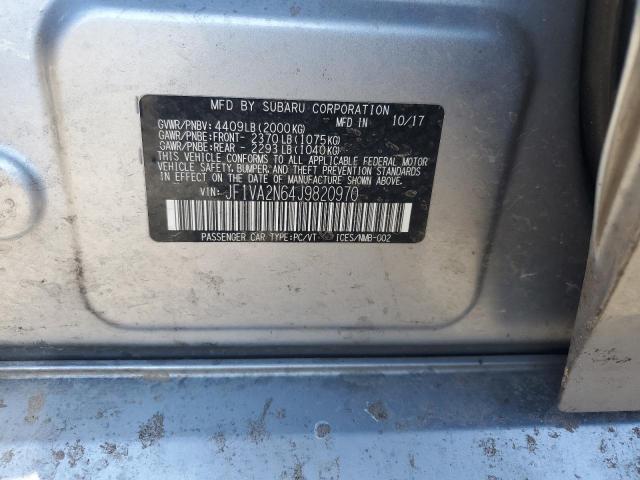 MFD BY SUBARU CORPORATION
MFD IN 10/17
GVWR/PNBV: 4409LB(2000KG)
GAWR/PNBE:FRONT- 2370LB(1075KG)
GAWR/PNBE:REAR - 2293LB(1040KG)
THIS VEHICLE CONFORMS TO ALL APPLICABLE FEDERAL MOTOR
VEHICLE SAFETY, BUMPER, AND THEFT PREVENTION STANDARDS
IN EFFECT ON THE DATE OF MANUFACTURE SHOWN ABOVE.
VIN: JF1VA2N64J9820970
PASSENGER CAR TYPE:PC/VT ICES/NMB-002